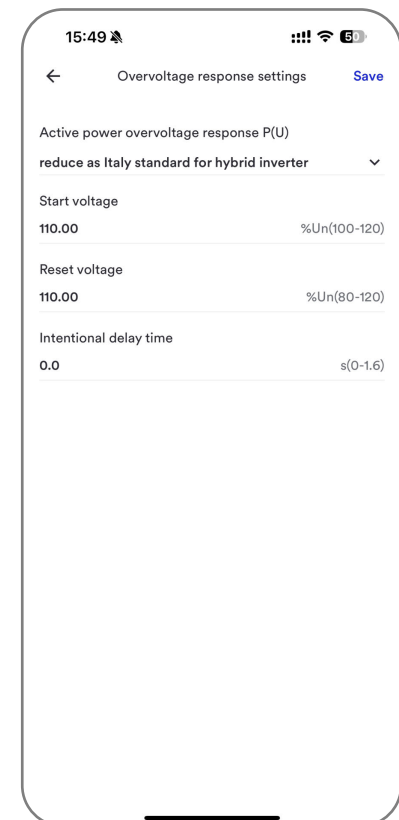 15:49
50
Overvoltage response settings Save
Active power overvoltage response P(U)
reduce as Italy standard for hybrid inverter
Start voltage
110.00 %Un(100-120)
Reset voltage
110.00 %Un(80-120)
Intentional delay time
0.0 s(0-1.6)